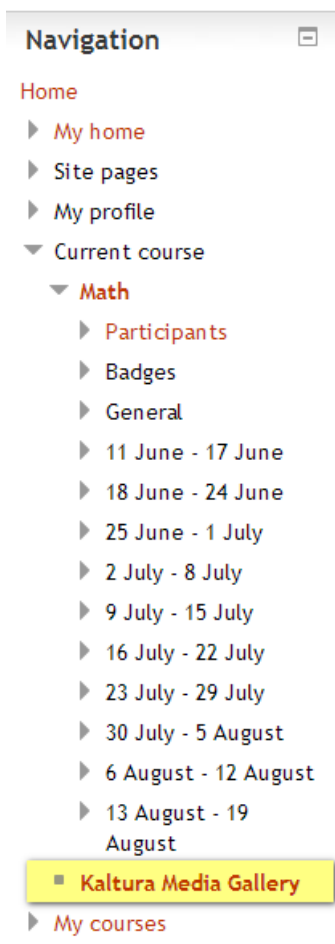 Navigation
Home
My home
Site pages
My profile
Current course
Math
Participants
Badges
General
11 June - 17 June
18 June - 24 June
25 June - 1 July
2 July - 8 July
9 July - 15 July
16 July - 22 July
23 July - 29 July
30 July - 5 August
6 August - 12 August
13 August - 19
August
Kaltura Media Gallery
My courses